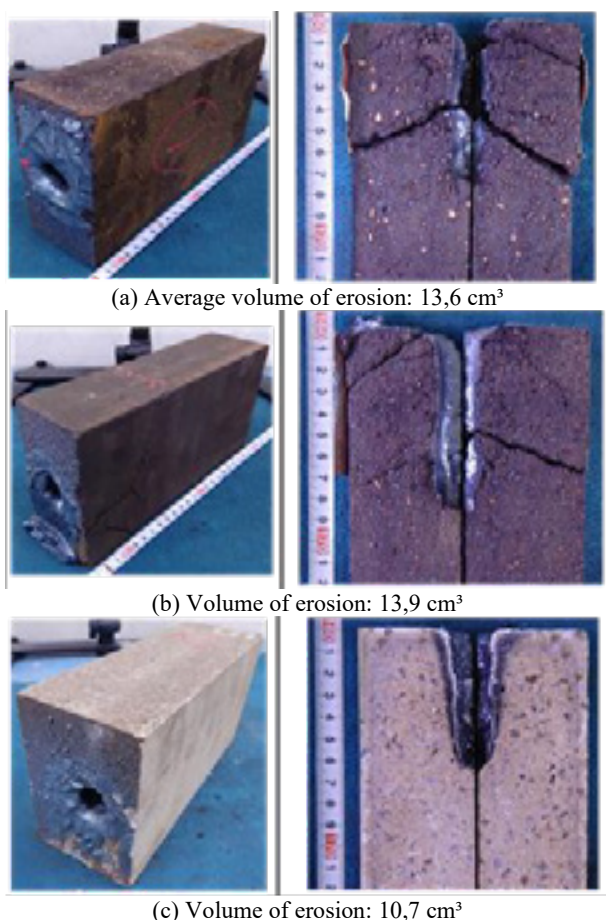 (a) Average volume of erosion: 13,6 cm³
(b) Volume of erosion: 13,9 cm³
(c) Volume of erosion: 10,7 cm³